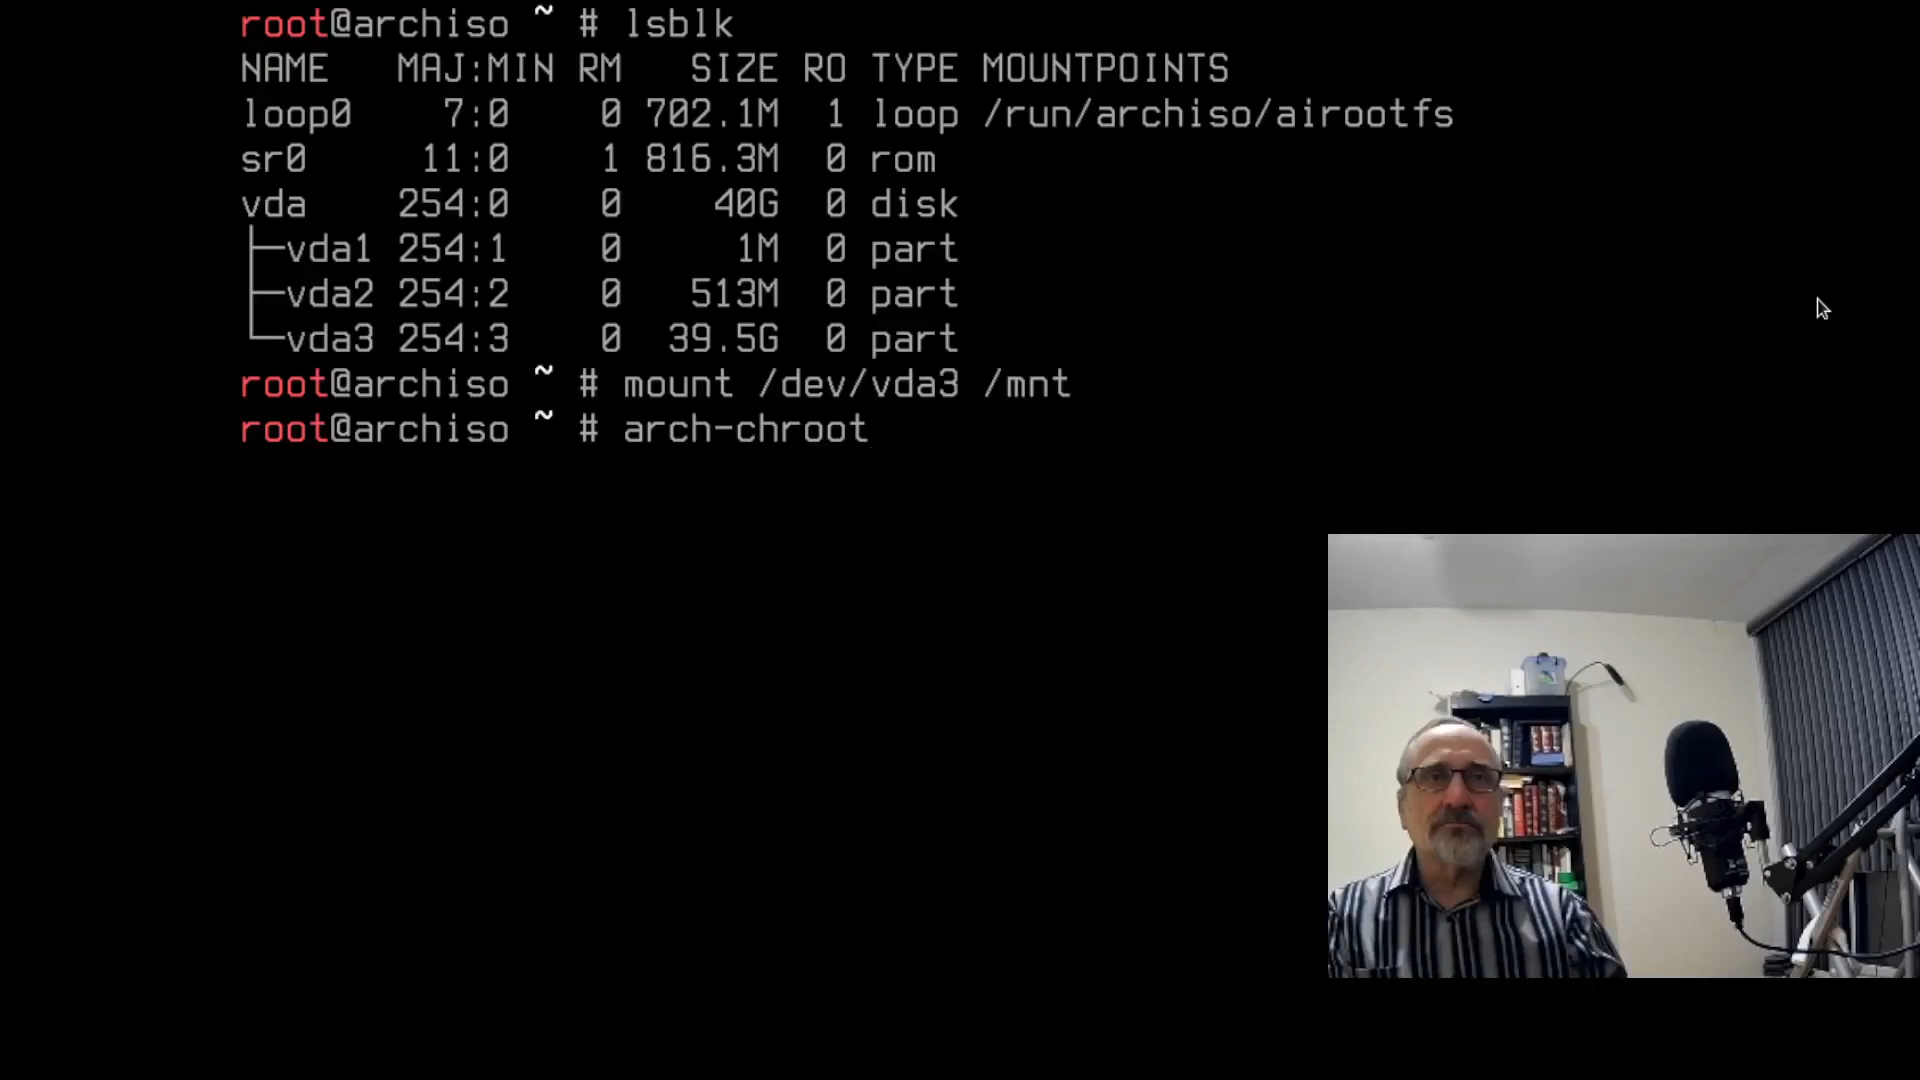 root@archiso ~ # lsblk
NAME   MAJ:MIN RM   SIZE RO TYPE MOUNTPOINTS
loop0    7:0    0 702.1M  1 loop /run/archiso/airootfs
sr0     11:0    1 816.3M  0 rom
vda    254:0    0    40G  0 disk
├─vda1 254:1    0     1M  0 part
├─vda2 254:2    0   513M  0 part
└─vda3 254:3    0  39.5G  0 part
root@archiso ~ # mount /dev/vda3 /mnt
root@archiso ~ # arch-chroot